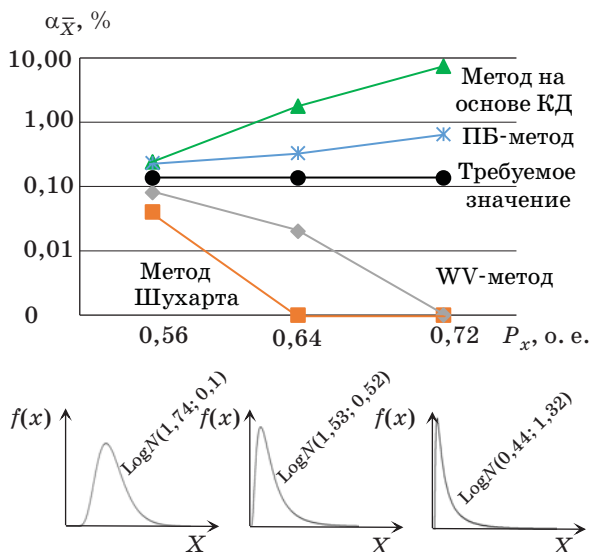 α_X̅, %
10,00
1,00
0,10
0,01
0
Метод на
основе КД
ПБ-метод
Требуемое
значение
Метод
Шухарта
WV-метод
0,56
0,64
0,72
P_x, о. е.
f(x)
LogN(1,74; 0,1)
X
f(x)
LogN(1,53; 0,52)
X
f(x)
LogN(0,44; 1,32)
X